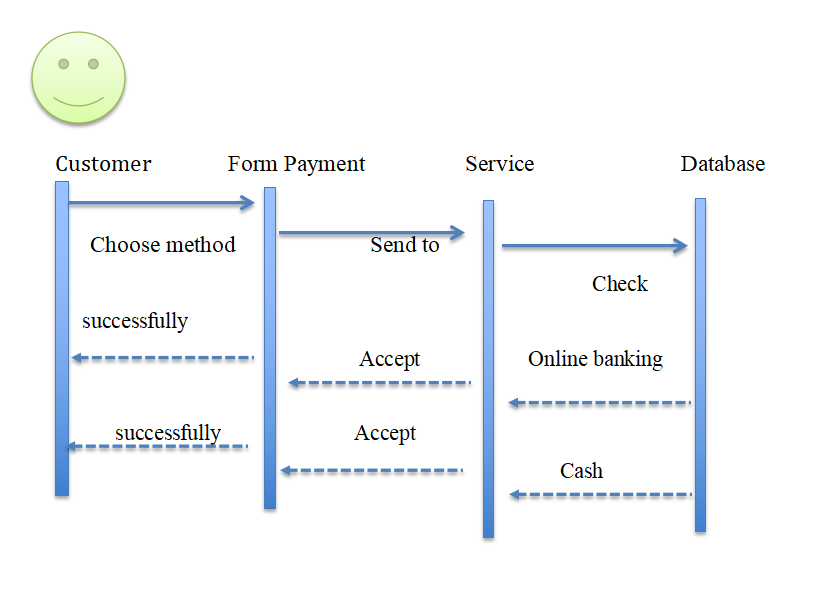 Customer
Form Payment
Service
Database
Choose method
Send to
Check
successfully
Accept
Online banking
successfully
Accept
Cash